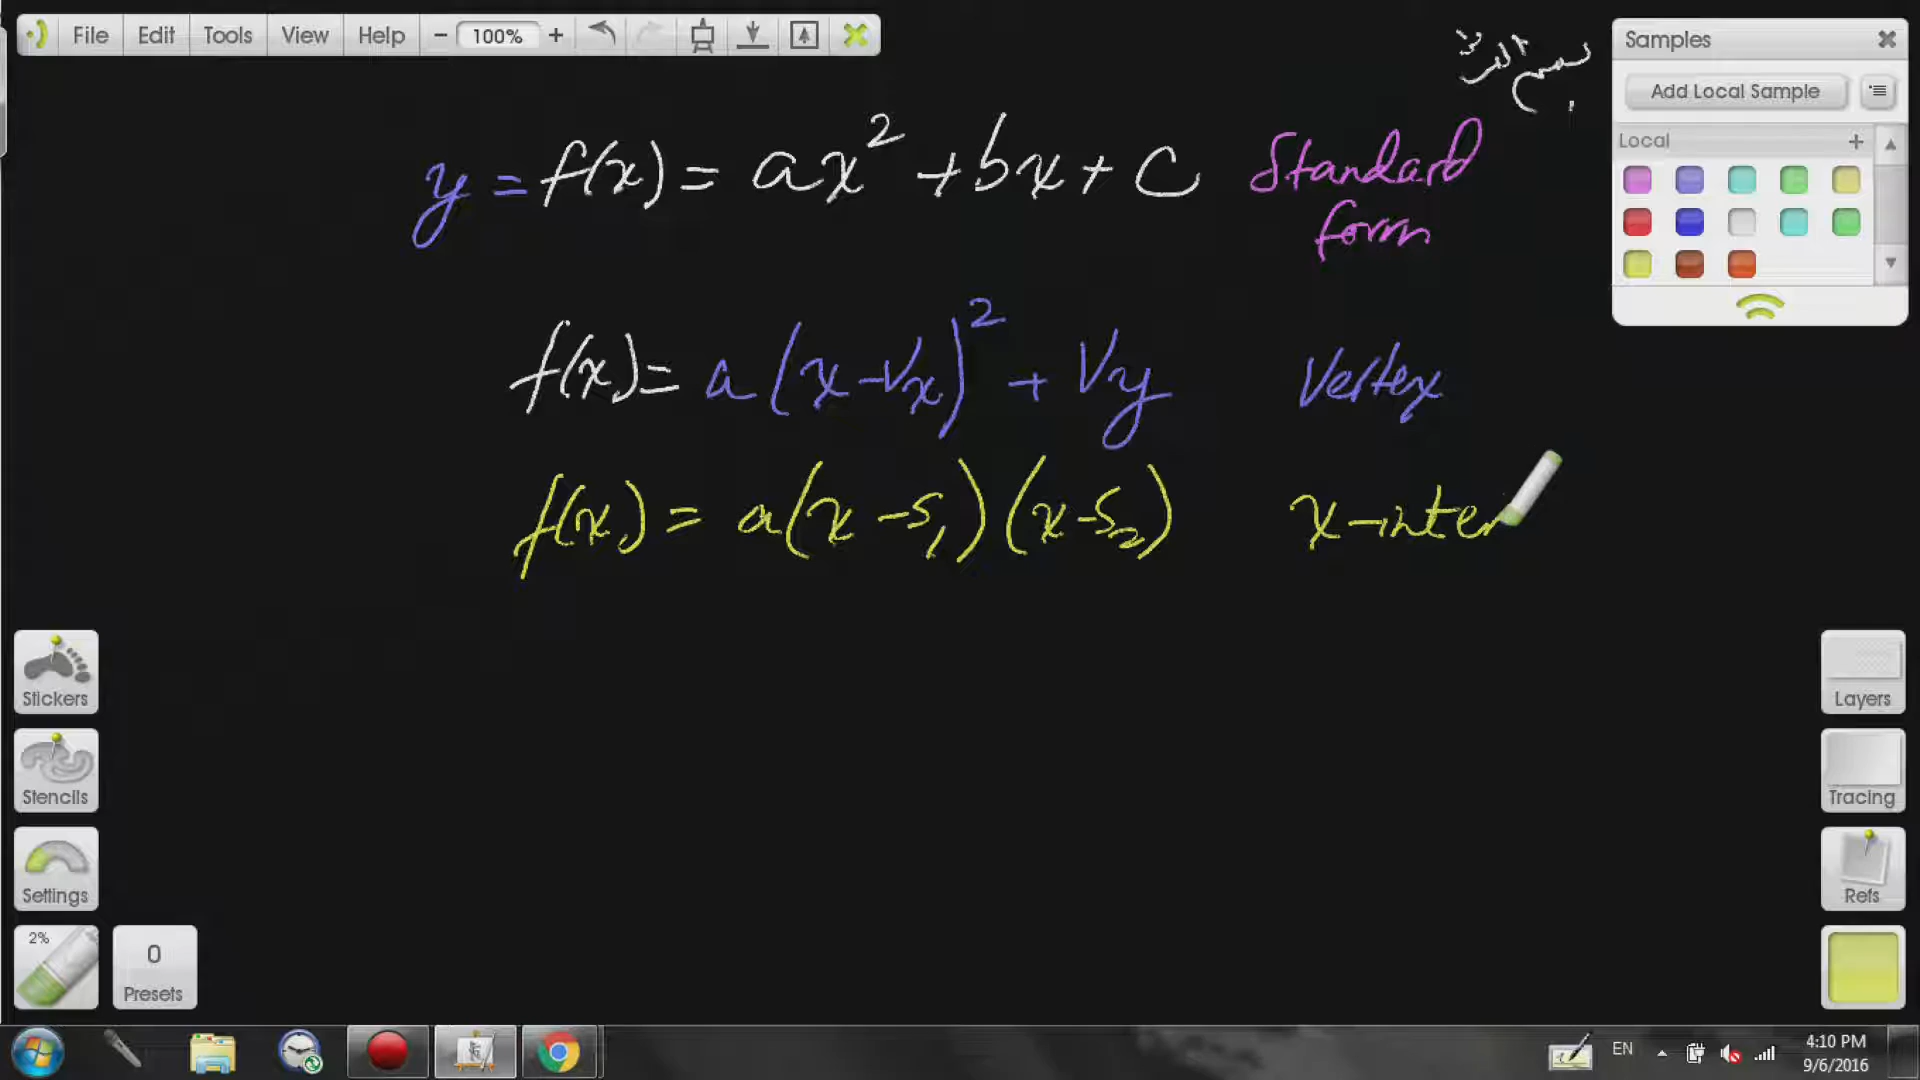 File Edit Tools View Help − 100% +
Samples
Add Local Sample
Local +
y = f(x) = ax² + bx + c Standard
form
f(x) = a(x-Vx)² + Vy Vertex
f(x) = a(x-S₁)(x-S₂) x-inter
Stickers
Stencils
Settings
2%
0
Presets
Layers
Tracing
Refs
EN
4:10 PM
9/6/2016